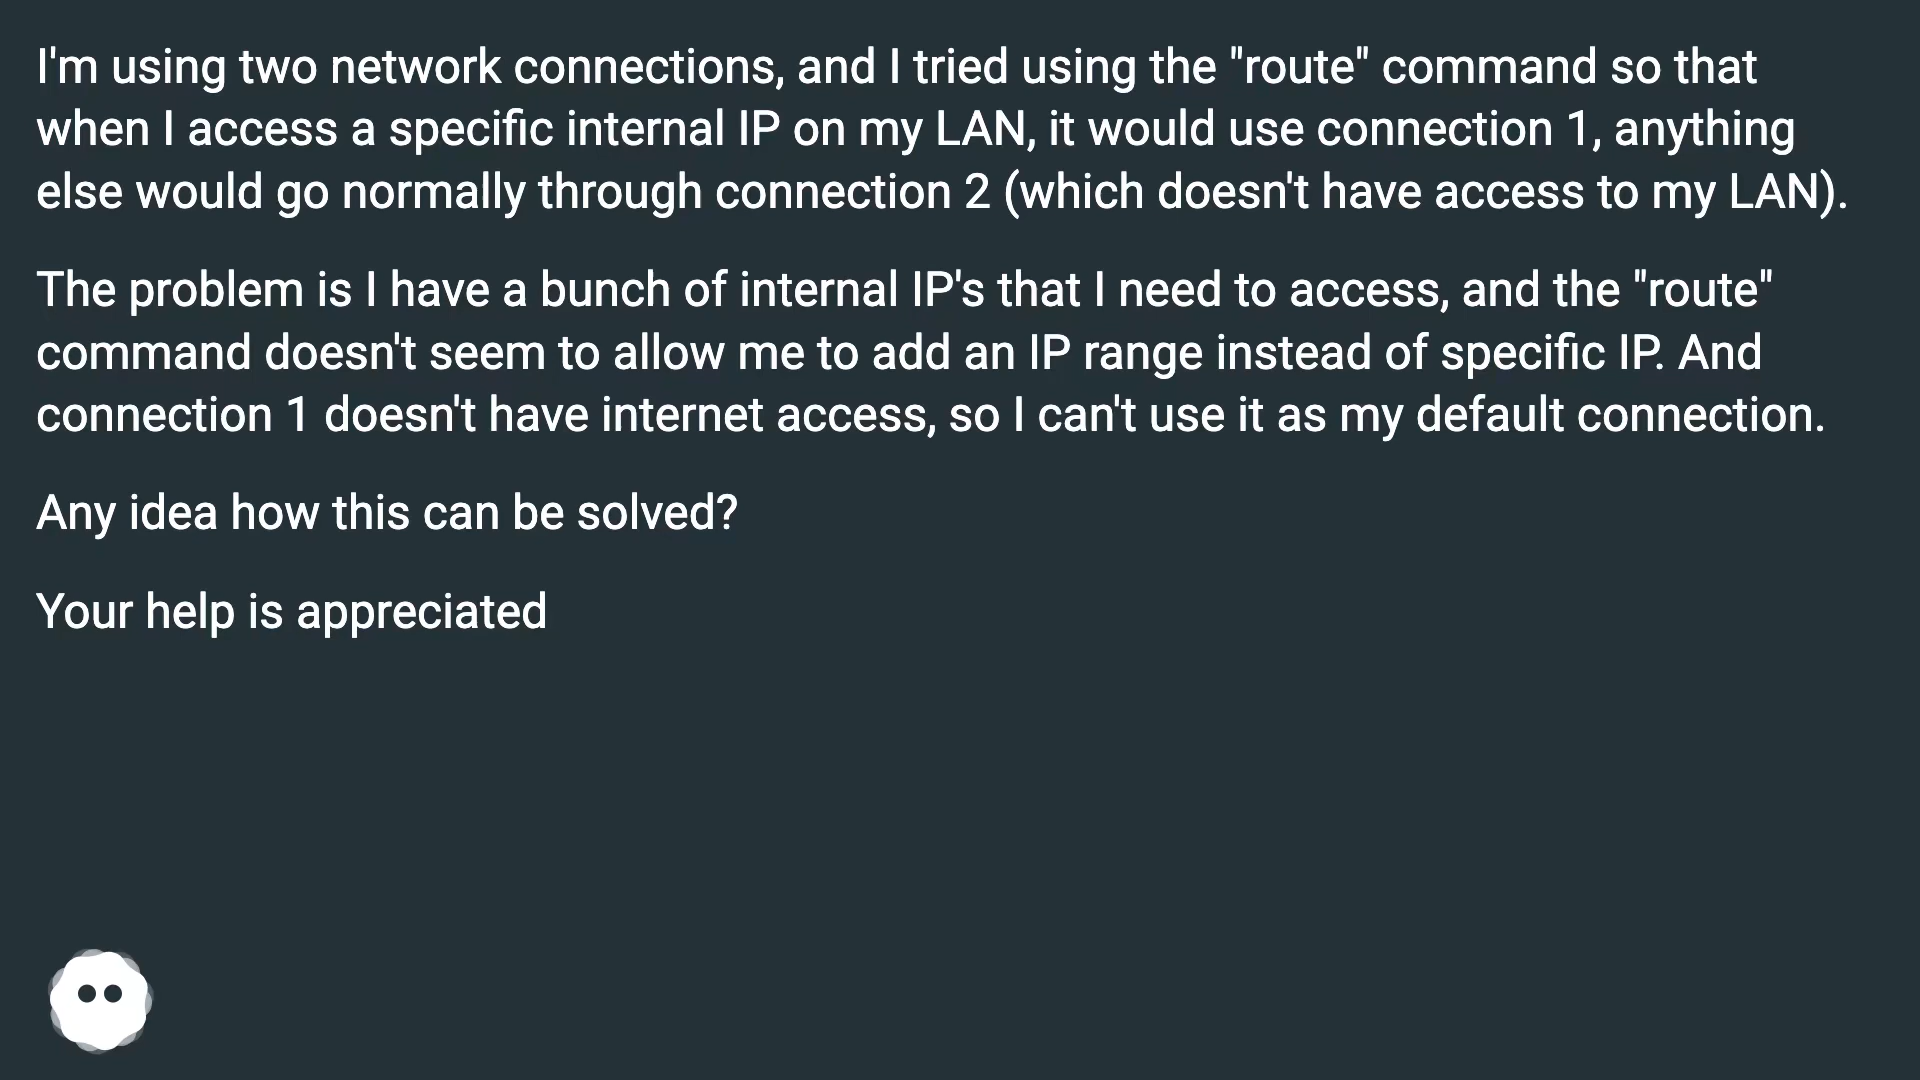 I'm using two network connections, and I tried using the "route" command so that
when I access a specific internal IP on my LAN, it would use connection 1, anything
else would go normally through connection 2 (which doesn't have access to my LAN).
The problem is I have a bunch of internal IP's that I need to access, and the "route"
command doesn't seem to allow me to add an IP range instead of specific IP. And
connection 1 doesn't have internet access, so I can't use it as my default connection.
Any idea how this can be solved?
Your help is appreciated